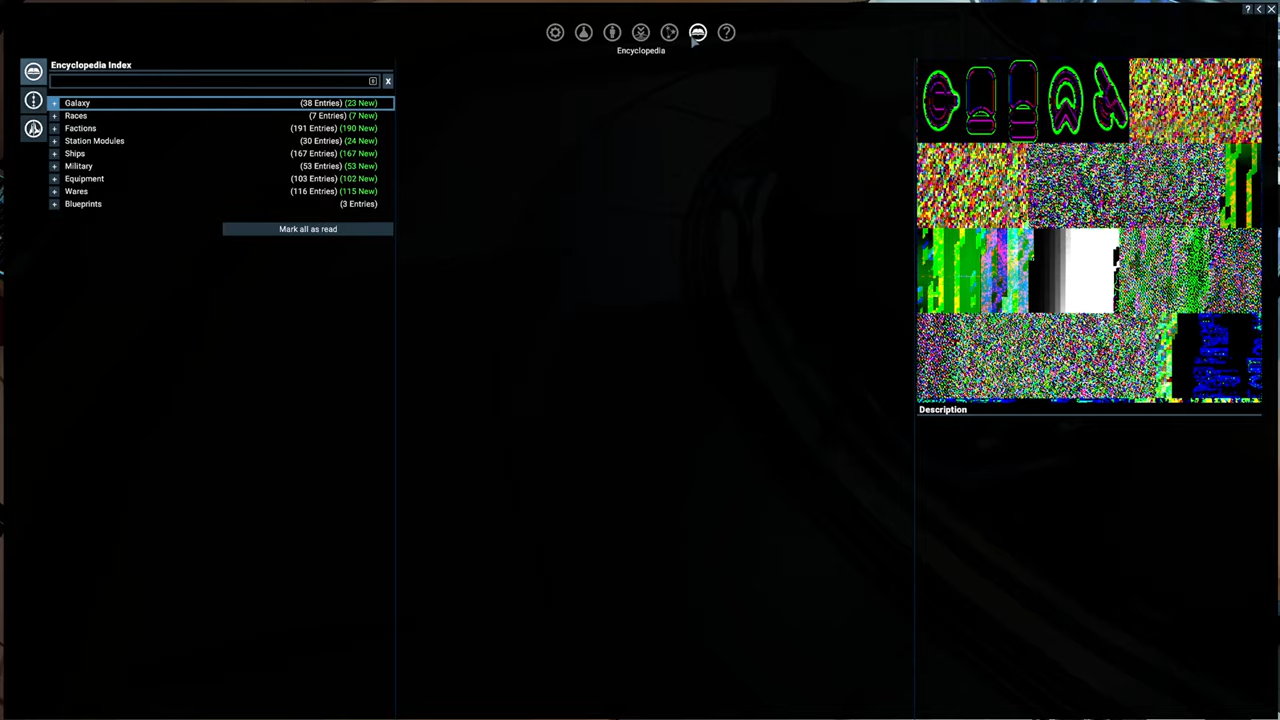 Encyclopedia
Encyclopedia Index
Galaxy (38 Entries) (23 New)
Races (7 Entries) (7 New)
Factions (191 Entries) (190 New)
Station Modules (30 Entries) (24 New)
Ships (167 Entries) (167 New)
Military (53 Entries) (53 New)
Equipment (103 Entries) (102 New)
Wares (116 Entries) (115 New)
Blueprints (3 Entries)
Mark all as read
Description